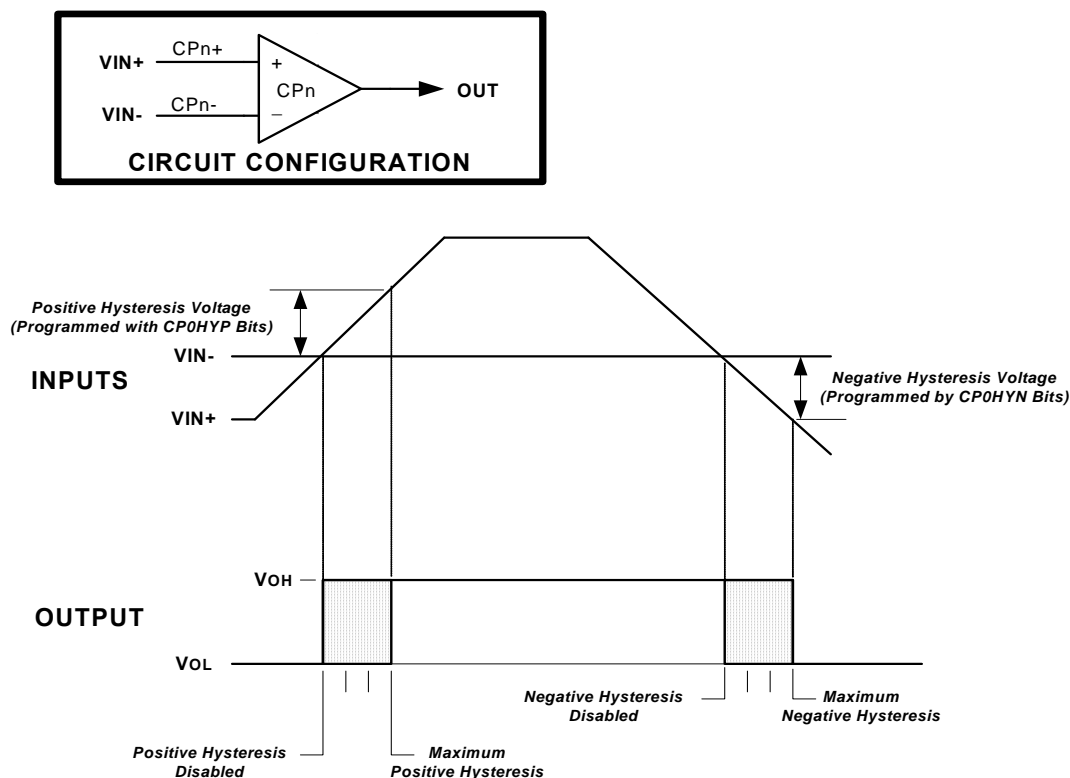 VIN+
CPn+
+
CPn
VIN-
CPn-
_
OUT
CIRCUIT CONFIGURATION
Positive Hysteresis Voltage
(Programmed with CP0HYP Bits)
VIN-
INPUTS
VIN+
Negative Hysteresis Voltage
(Programmed by CP0HYN Bits)
VOH
OUTPUT
VOL
Negative Hysteresis
Disabled
Maximum
Negative Hysteresis
Positive Hysteresis
Disabled
Maximum
Positive Hysteresis